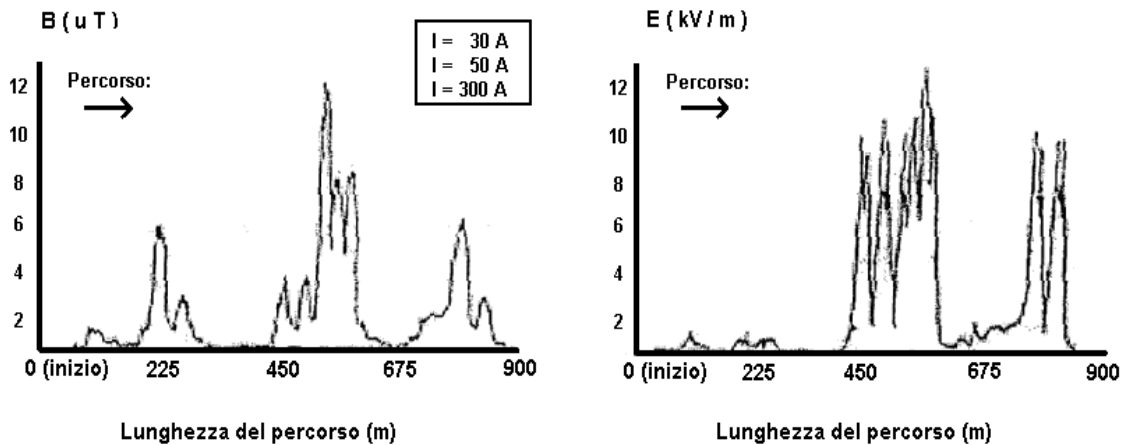 B ( u T )
I = 30 A
I = 50 A
I = 300 A
Percorso:
12
10
8
6
4
2
0 (inizio) 225 450 675 900
Lunghezza del percorso (m)
E ( kV / m )
Percorso:
12
10
8
6
4
2
0 (inizio) 225 450 675 900
Lunghezza del percorso (m)